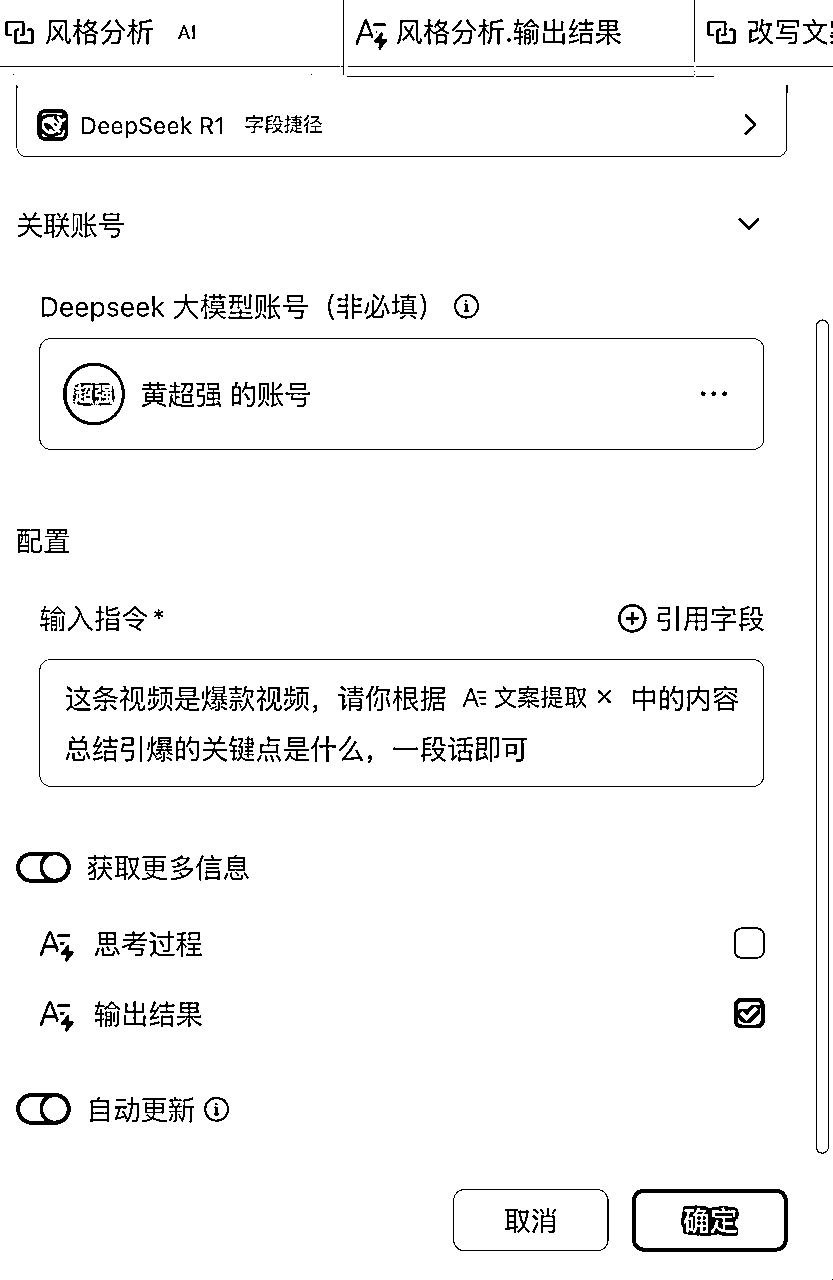 风格分析 AI 风格分析.输出结果 改写文案
DeepSeek R1 字段捷径
关联账号
Deepseek 大模型账号（非必填）
超强 黄超强 的账号
配置
输入指令* 引用字段
这条视频是爆款视频，请你根据 文案提取 × 中的内容
总结引爆的关键点是什么，一段话即可
获取更多信息
思考过程
输出结果
自动更新
取消 确定